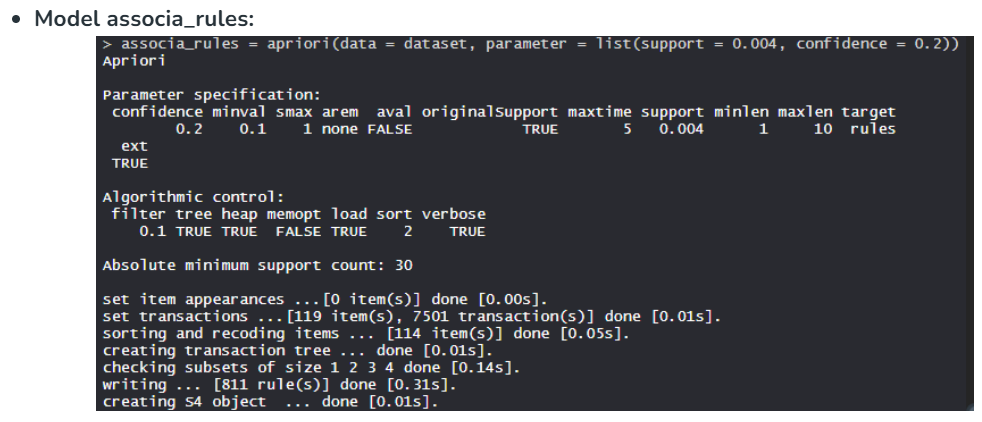 • Model associa_rules:
> associa_rules = apriori(data = dataset, parameter = list(support = 0.004, confidence = 0.2))
Apriori
Parameter specification:
confidence minval smax arem aval originalSupport maxtime support minlen maxlen target
0.2 0.1 1 none FALSE TRUE 5 0.004 1 10 rules
ext
TRUE
Algorithmic control:
filter tree heap memopt load sort verbose
0.1 TRUE TRUE FALSE TRUE 2 TRUE
Absolute minimum support count: 30
set item appearances ...[0 item(s)] done [0.00s].
set transactions ...[119 item(s), 7501 transaction(s)] done [0.01s].
sorting and recoding items ... [114 item(s)] done [0.05s].
creating transaction tree ... done [0.01s].
checking subsets of size 1 2 3 4 done [0.14s].
writing ... [811 rule(s)] done [0.31s].
creating S4 object ... done [0.01s].